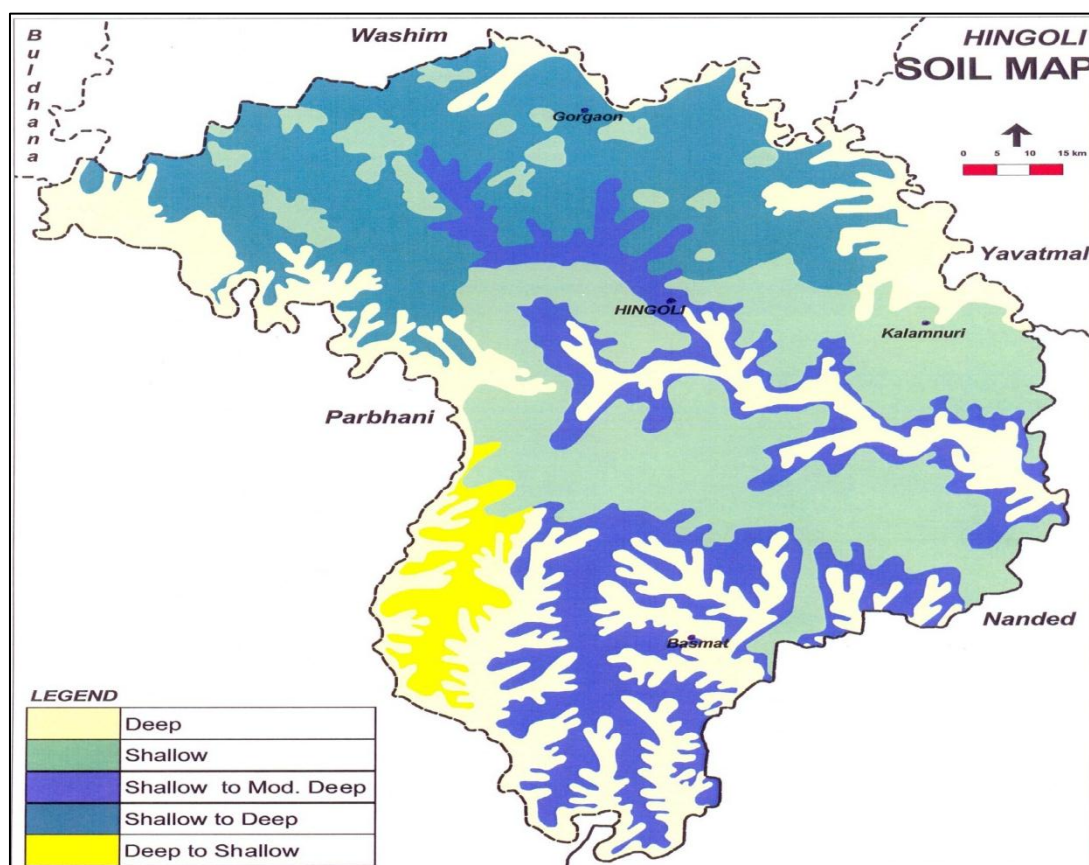 Buldhana
Washim
HINGOLI
SOIL MAP
Gorgaon
0 5 10 15 km
Yavatmal
HINGOLI
Kalamnuri
Parbhani
Nanded
Basmat
LEGEND
Deep
Shallow
Shallow to Mod. Deep
Shallow to Deep
Deep to Shallow